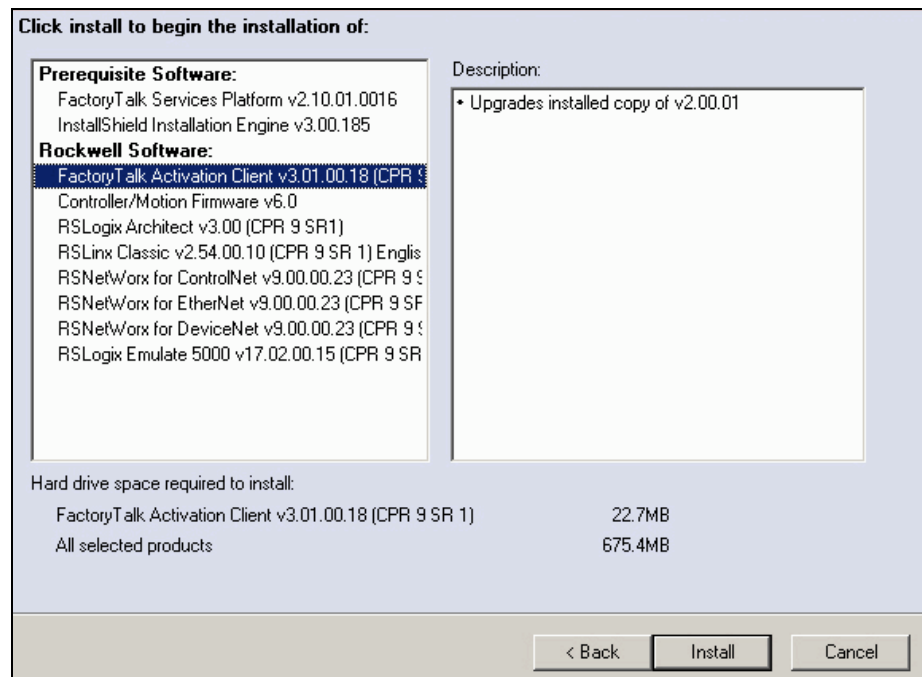 Click install to begin the installation of:
Prerequisite Software:
FactoryTalk Services Platform v2.10.01.0016
InstallShield Installation Engine v3.00.185
Rockwell Software:
FactoryTalk Activation Client v3.01.00.18 (CPR 9
Controller/Motion Firmware v6.0
RSLogix Architect v3.00 (CPR 9 SR1)
RSLinx Classic v2.54.00.10 (CPR 9 SR 1) Englis
RSNetWorx for ControlNet v9.00.00.23 (CPR 9 S
RSNetWorx for EtherNet v9.00.00.23 (CPR 9 SF
RSNetWorx for DeviceNet v9.00.00.23 (CPR 9 S
RSLogix Emulate 5000 v17.02.00.15 (CPR 9 SR
Description:
• Upgrades installed copy of v2.00.01
Hard drive space required to install:
FactoryTalk Activation Client v3.01.00.18 (CPR 9 SR 1) 22.7MB
All selected products 675.4MB
< Back Install Cancel